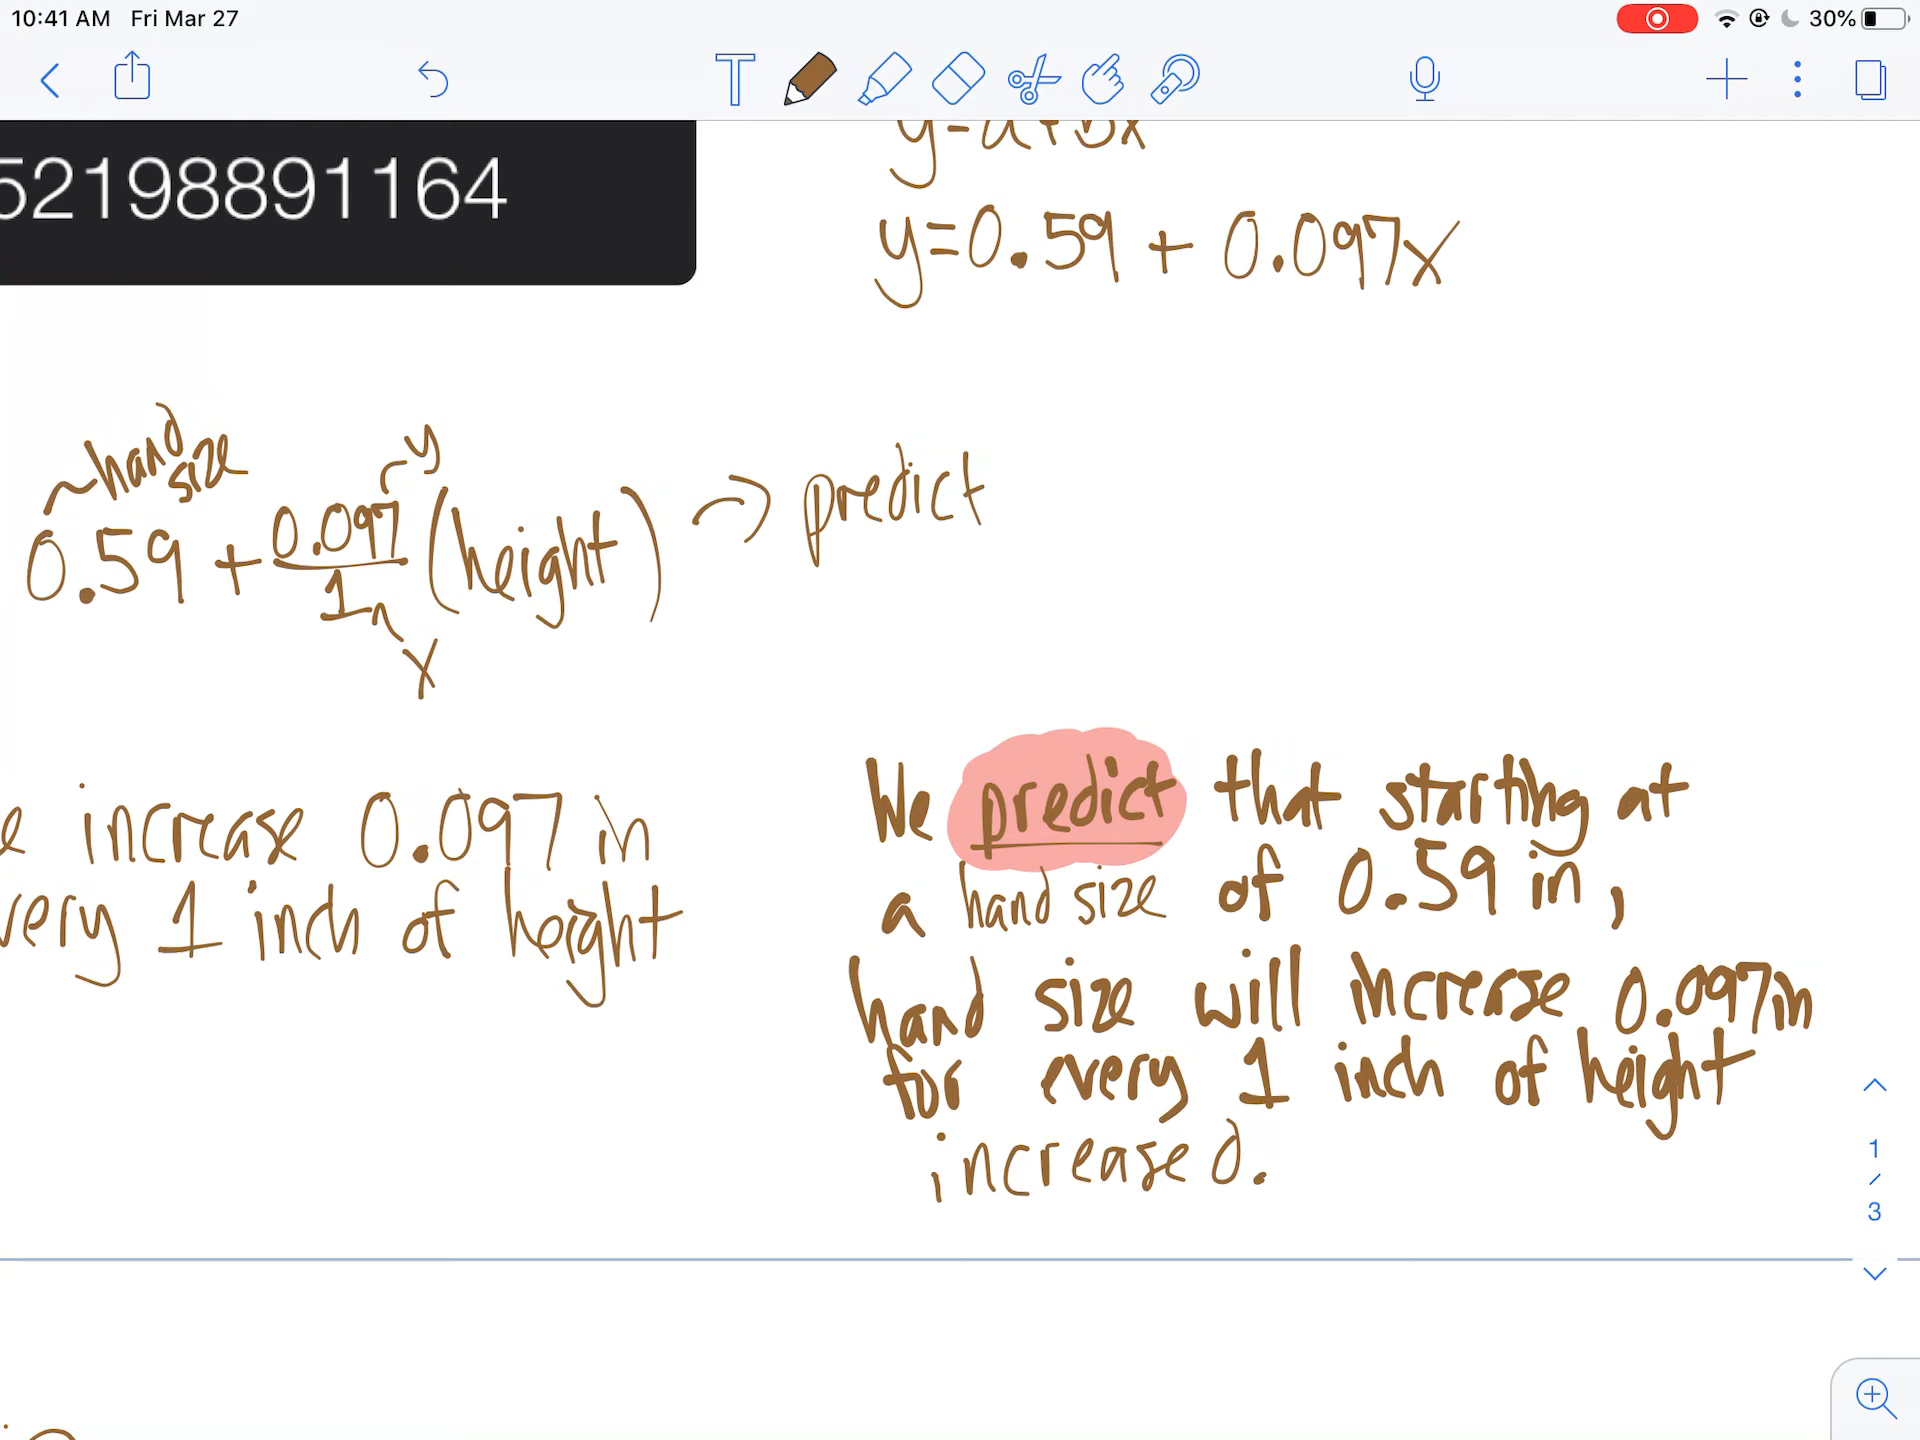 10:41 AM Fri Mar 27
30%
52198891164
y=a+bx
y=0.59 + 0.097x
~hand size
y
0.59 + 0.097/1 (height) → predict
x
increase 0.097 in
very 1 inch of height
We predict that starting at
a hand size of 0.59 in,
hand size will increase 0.097in
for every 1 inch of height
increased.
1
/
3